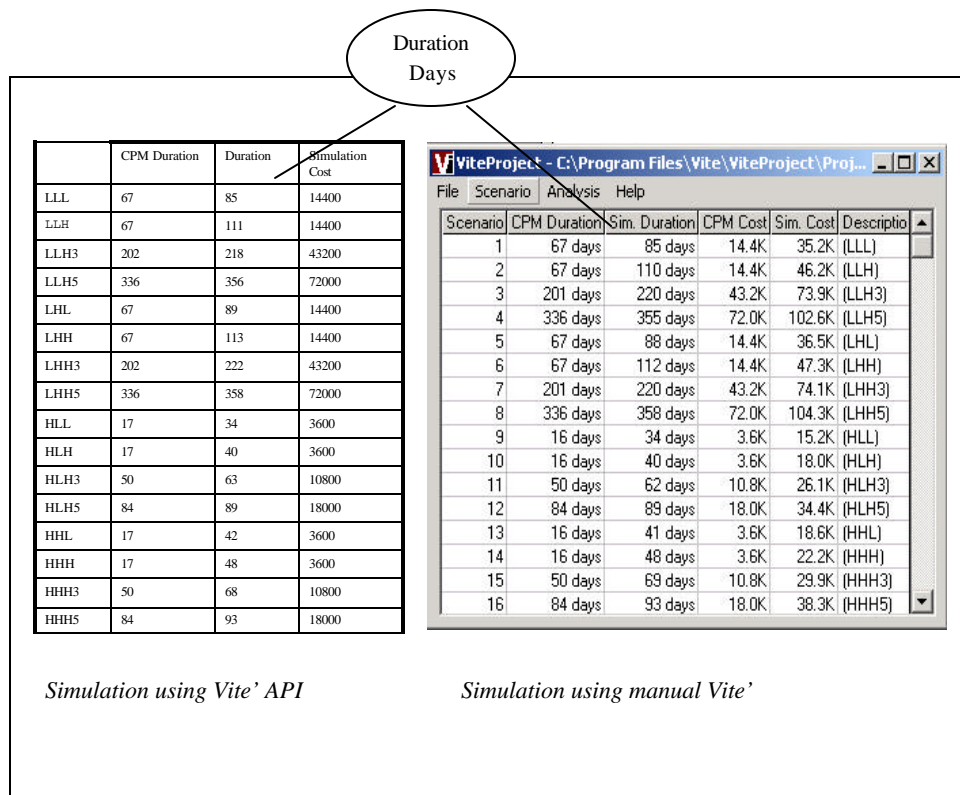 Duration
Days
CPM Duration Duration Simulation Cost
LLL 67 85 14400
LLH 67 111 14400
LLH3 202 218 43200
LLH5 336 356 72000
LHL 67 89 14400
LHH 67 113 14400
LHH3 202 222 43200
LHH5 336 358 72000
HLL 17 34 3600
HLH 17 40 3600
HLH3 50 63 10800
HLH5 84 89 18000
HHL 17 42 3600
HHH 17 48 3600
HHH3 50 68 10800
HHH5 84 93 18000
ViteProject - C:\Program Files\Vite\ViteProject\Proj...
File Scenario Analysis Help
Scenario CPM Duration Sim. Duration CPM Cost Sim. Cost Descriptio
1 67 days 85 days 14.4K 35.2K (LLL)
2 67 days 110 days 14.4K 46.2K (LLH)
3 201 days 220 days 43.2K 73.9K (LLH3)
4 336 days 355 days 72.0K 102.6K (LLH5)
5 67 days 88 days 14.4K 36.5K (LHL)
6 67 days 112 days 14.4K 47.3K (LHH)
7 201 days 220 days 43.2K 74.1K (LHH3)
8 336 days 358 days 72.0K 104.3K (LHH5)
9 16 days 34 days 3.6K 15.2K (HLL)
10 16 days 40 days 3.6K 18.0K (HLH)
11 50 days 62 days 10.8K 26.1K (HLH3)
12 84 days 89 days 18.0K 34.4K (HLH5)
13 16 days 41 days 3.6K 18.6K (HHL)
14 16 days 48 days 3.6K 22.2K (HHH)
15 50 days 69 days 10.8K 29.9K (HHH3)
16 84 days 93 days 18.0K 38.3K (HHH5)
Simulation using Vite’ API
Simulation using manual Vite’